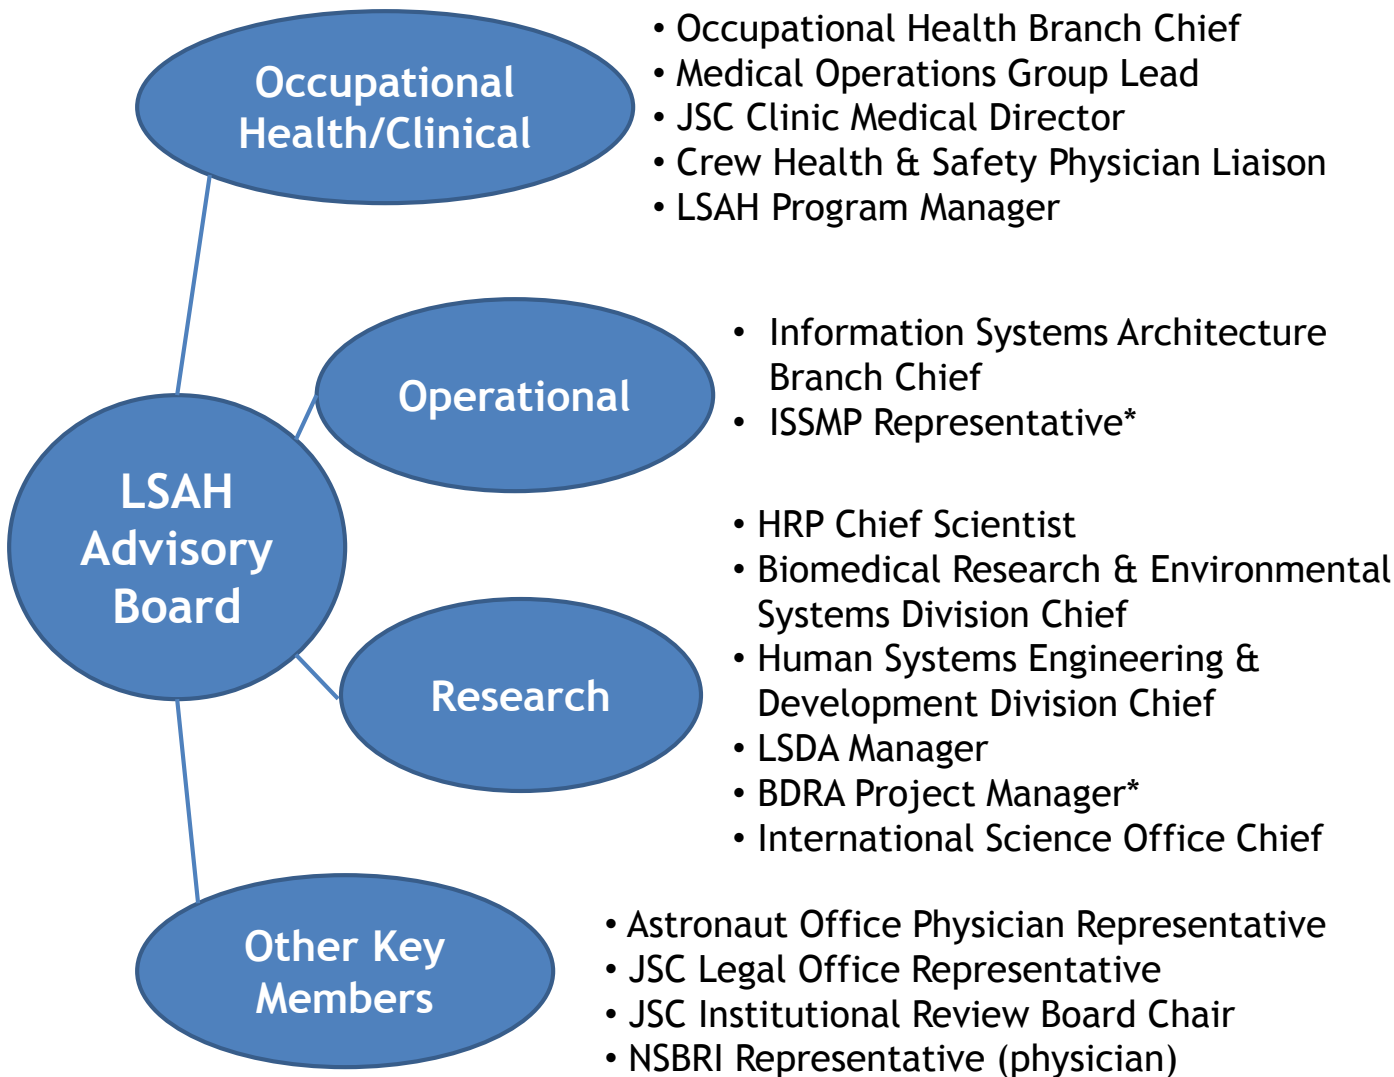 Occupational
Health/Clinical
• Occupational Health Branch Chief
• Medical Operations Group Lead
• JSC Clinic Medical Director
• Crew Health & Safety Physician Liaison
• LSAH Program Manager
Operational
• Information Systems Architecture
Branch Chief
• ISSMP Representative*
LSAH
Advisory
Board
Research
• HRP Chief Scientist
• Biomedical Research & Environmental
Systems Division Chief
• Human Systems Engineering &
Development Division Chief
• LSDA Manager
• BDRA Project Manager*
• International Science Office Chief
Other Key
Members
• Astronaut Office Physician Representative
• JSC Legal Office Representative
• JSC Institutional Review Board Chair
• NSBRI Representative (physician)